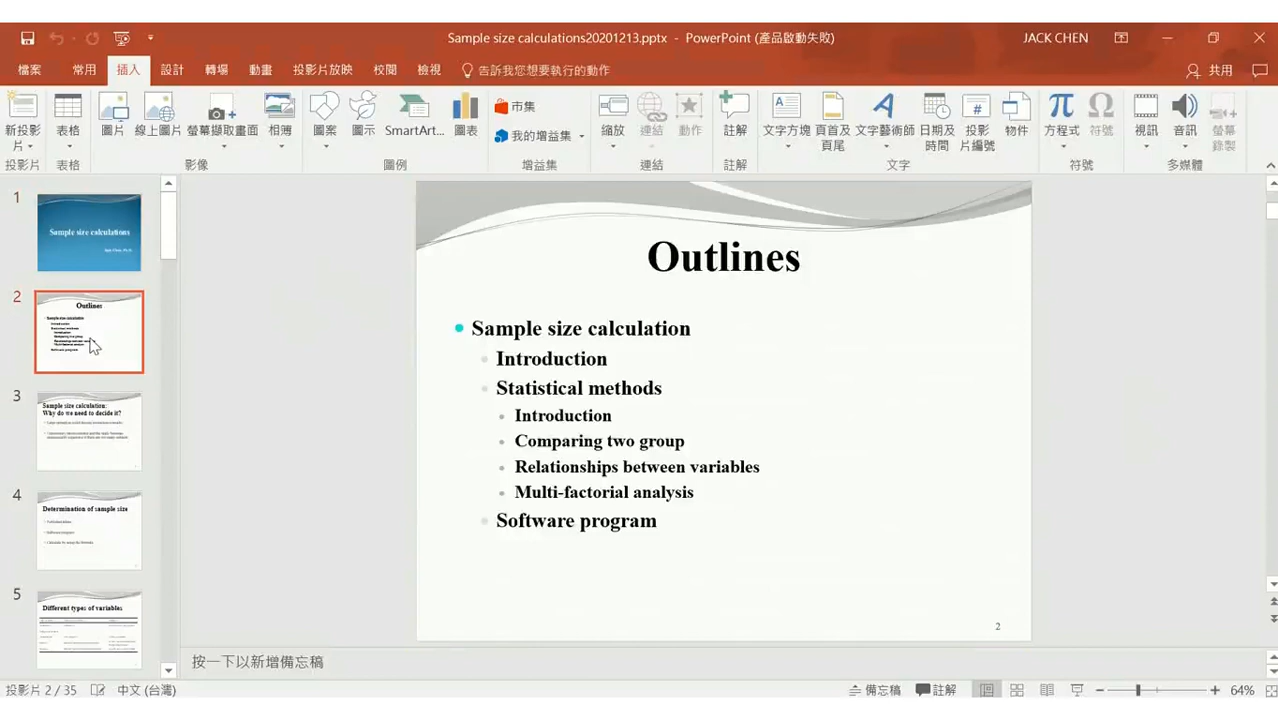 Sample size calculations20201213.pptx - PowerPoint (產品啟動失敗)
JACK CHEN
檔案 常用 插入 設計 轉場 動畫 投影片放映 校閱 檢視 告訴我您想要執行的動作 共用
新投影片 表格 圖片 線上圖片 螢幕擷取畫面 相簿 圖案 圖示 SmartArt... 圖表 市集 我的增益集 縮放 連結 動作 註解 文字方塊 頁首及頁尾 文字藝術師 日期及時間 投影片編號 物件 方程式 符號 視訊 音訊 螢幕錄製
投影片 表格 影像 圖例 增益集 連結 註解 文字 符號 多媒體
1
Sample size calculations
2
Outlines
3
Sample size calculation:
Why do we need to decide it?
4
Determination of sample size
5
Different types of variables
Outlines
Sample size calculation
Introduction
Statistical methods
Introduction
Comparing two group
Relationships between variables
Multi-factorial analysis
Software program
2
按一下以新增備忘稿
投影片 2 / 35 中文 (台灣) 備忘稿 註解 64%